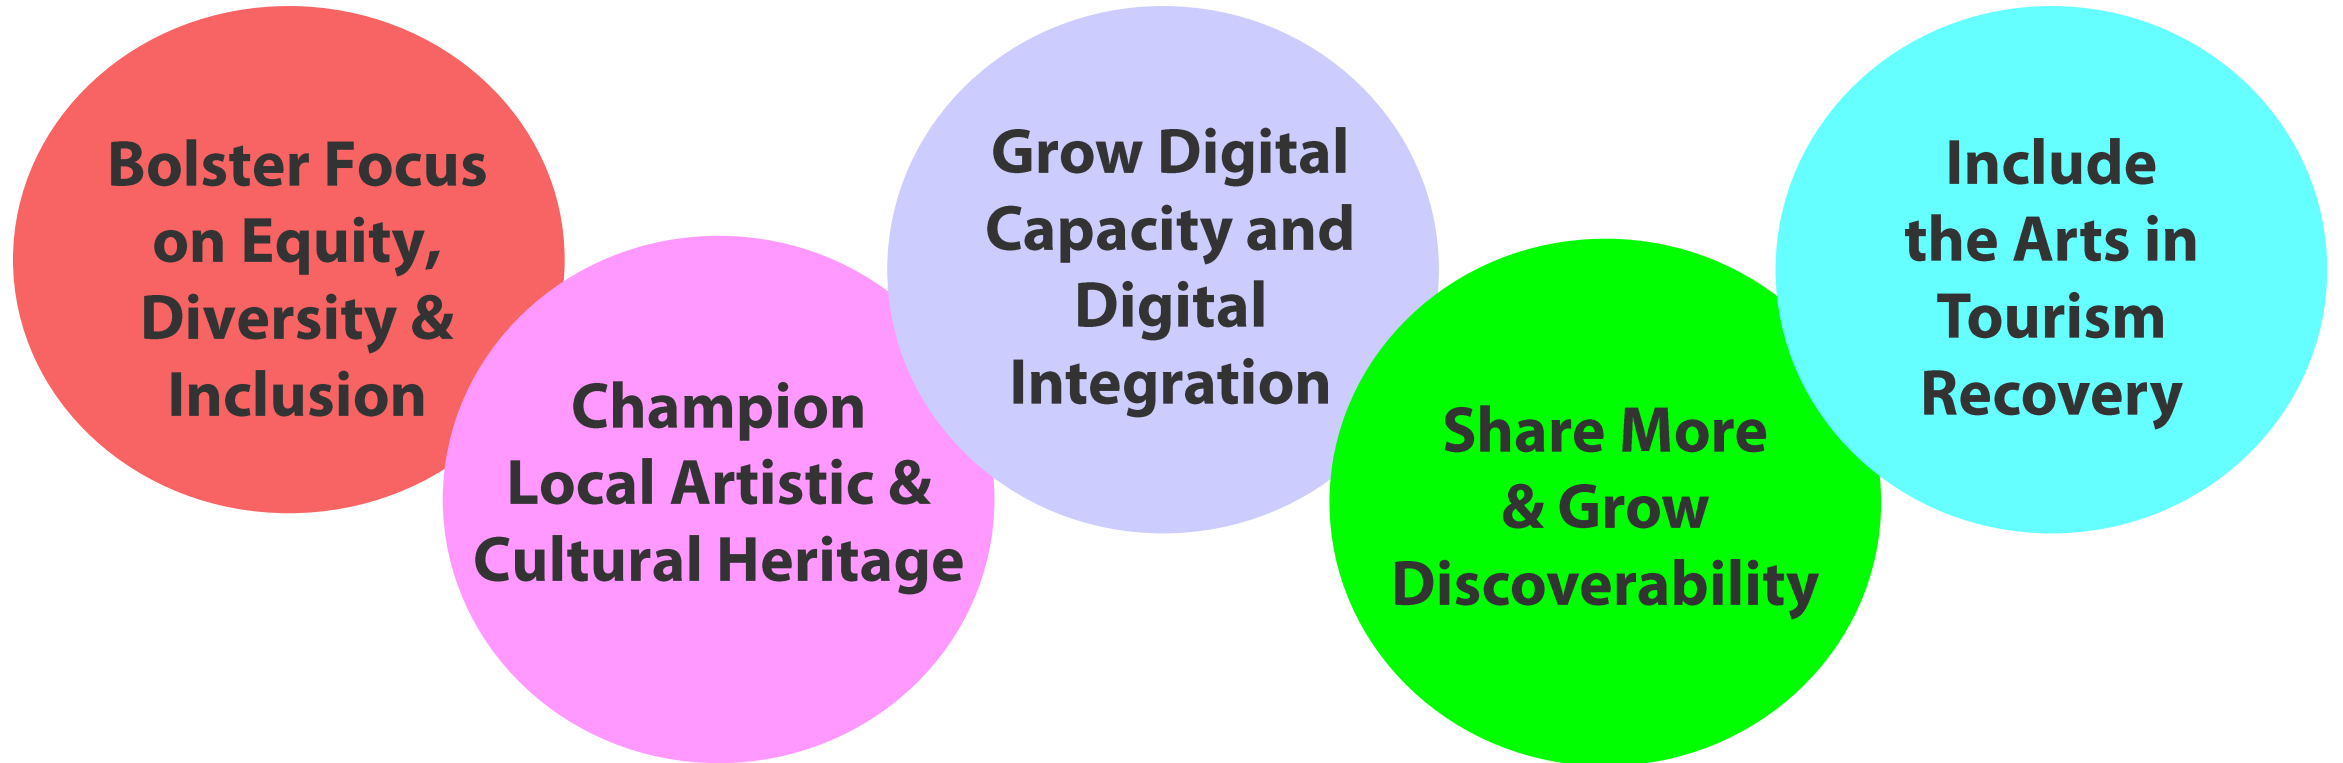 Bolster Focus
on Equity,
Diversity &
Inclusion
Champion
Local Artistic &
Cultural Heritage
Grow Digital
Capacity and
Digital
Integration
Share More
& Grow
Discoverability
Include
the Arts in
Tourism
Recovery